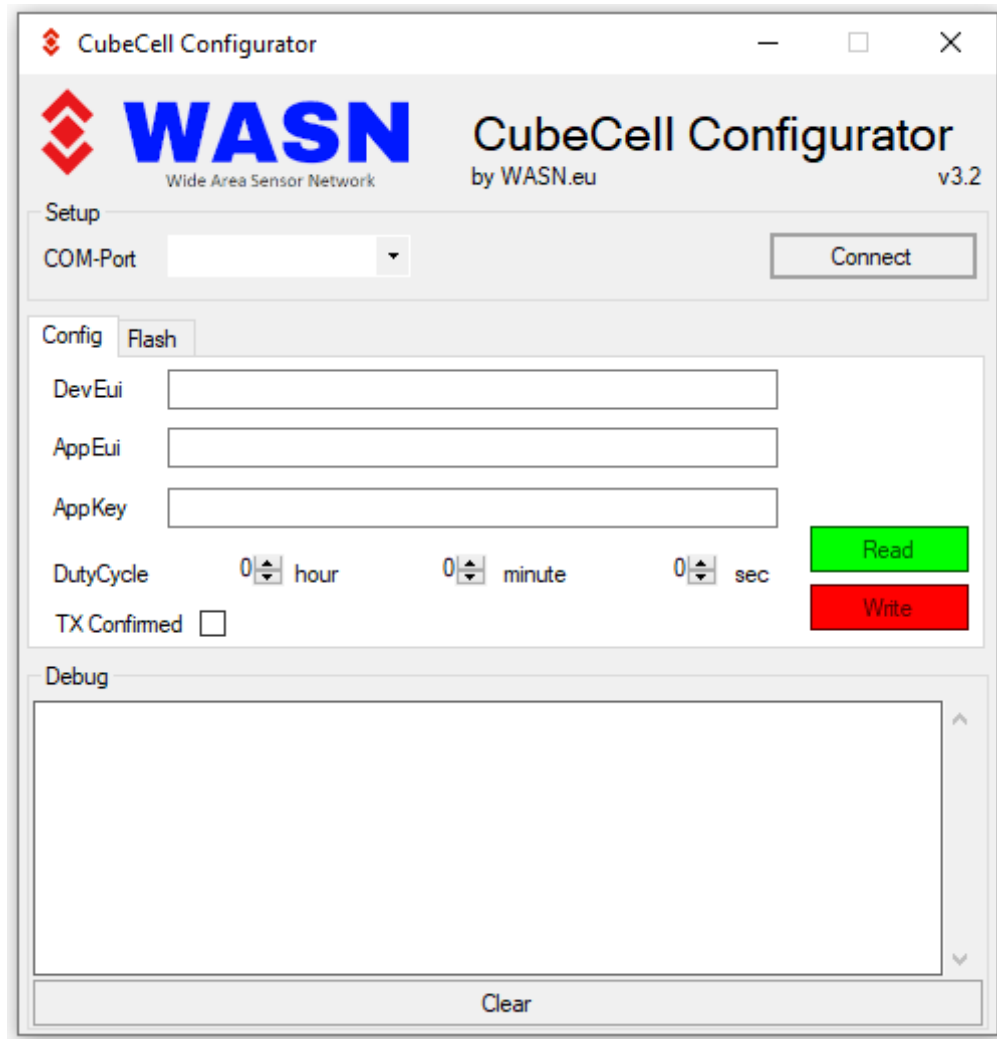 CubeCell Configurator
WASN
Wide Area Sensor Network
CubeCell Configurator
by WASN.eu v3.2
Setup
COM-Port Connect
Config Flash
DevEui
AppEui
AppKey
Read
DutyCycle 0 hour 0 minute 0 sec
Write
TX Confirmed
Debug
Clear